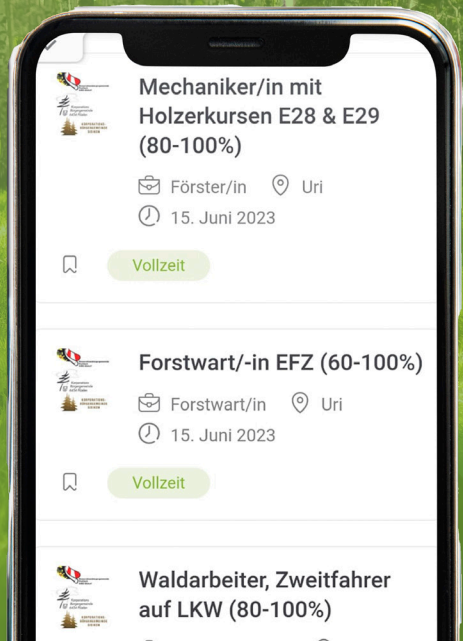 Mechaniker/in mit
Holzerkursen E28 & E29
(80-100%)
Förster/in Uri
15. Juni 2023
Vollzeit
Forstwart/-in EFZ (60-100%)
Forstwart/in Uri
15. Juni 2023
Vollzeit
Waldarbeiter, Zweitfahrer
auf LKW (80-100%)